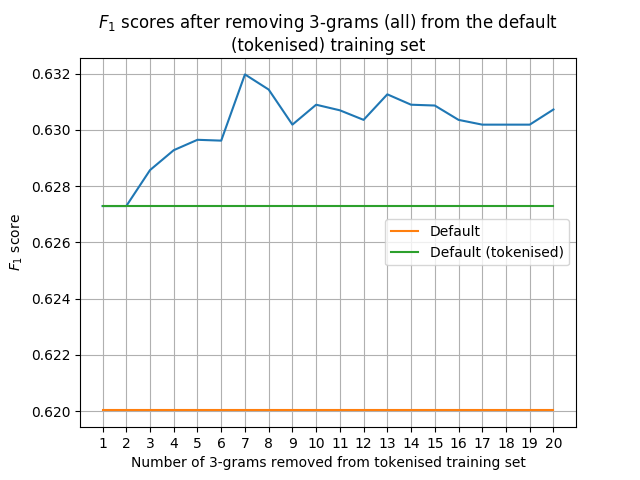 F1 scores after removing 3-grams (all) from the default
(tokenised) training set
0.632
0.630
0.628
0.626
0.624
0.622
0.620
F1 score
Default
Default (tokenised)
1 2 3 4 5 6 7 8 9 10 11 12 13 14 15 16 17 18 19 20
Number of 3-grams removed from tokenised training set